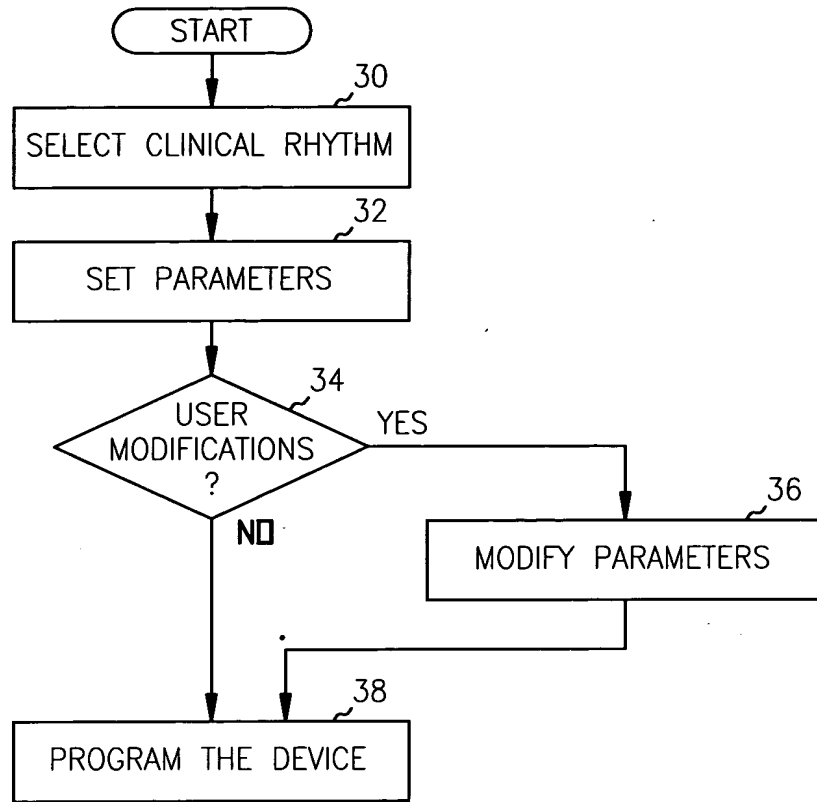 START
30
SELECT CLINICAL RHYTHM
32
SET PARAMETERS
34
USER
MODIFICATIONS
?
YES
NO
36
MODIFY PARAMETERS
38
PROGRAM THE DEVICE